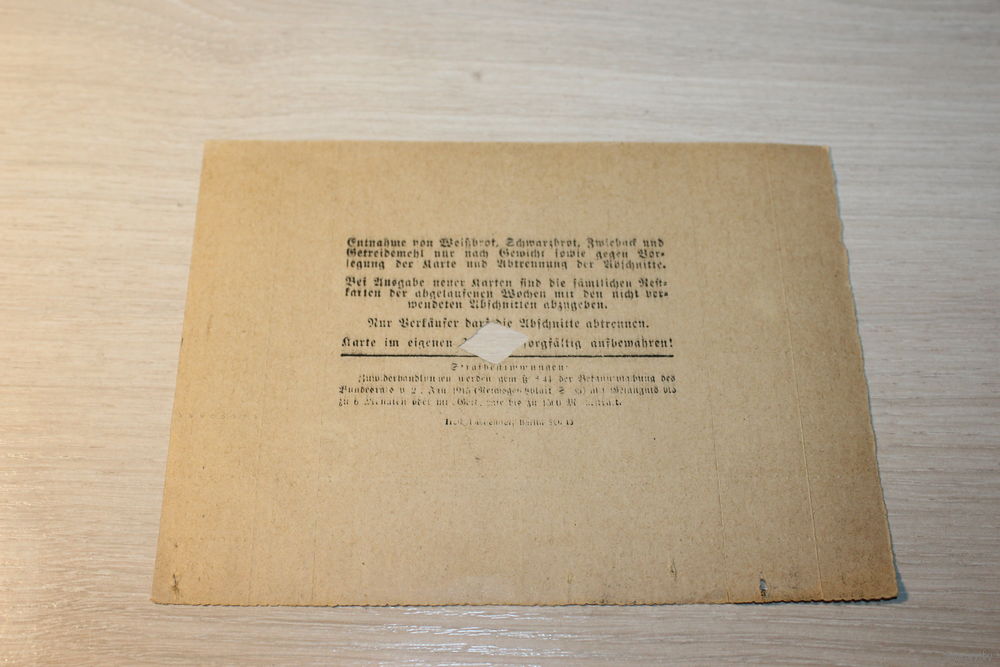 Entnahme von Weißbrot, Schwarzbrot, Zwieback und
Getreidemehl nur nach Gewicht sowie gegen Vor-
legung der Karte und Abtrennung der Abschnitte.
Bei Ausgabe neuer Karten sind die sämtlichen Rest-
karten der abgelaufenen Wochen mit den nicht ver-
wendeten Abschnitten abzugeben.
Nur Verkäufer darf die Abschnitte abtrennen.
Karte im eigenen sorgfältig aufbewahren!
Strafbestimmungen:
Zuwiderhandlungen werden gemäß § 44 der Bekanntmachung des
Bundesrats v. 1915 (Reichsgesetzblatt S. mit Gefängnis bis
zu 6 Monaten oder mit Geldstrafe bis zu 1500 M. bestraft.
Berlin